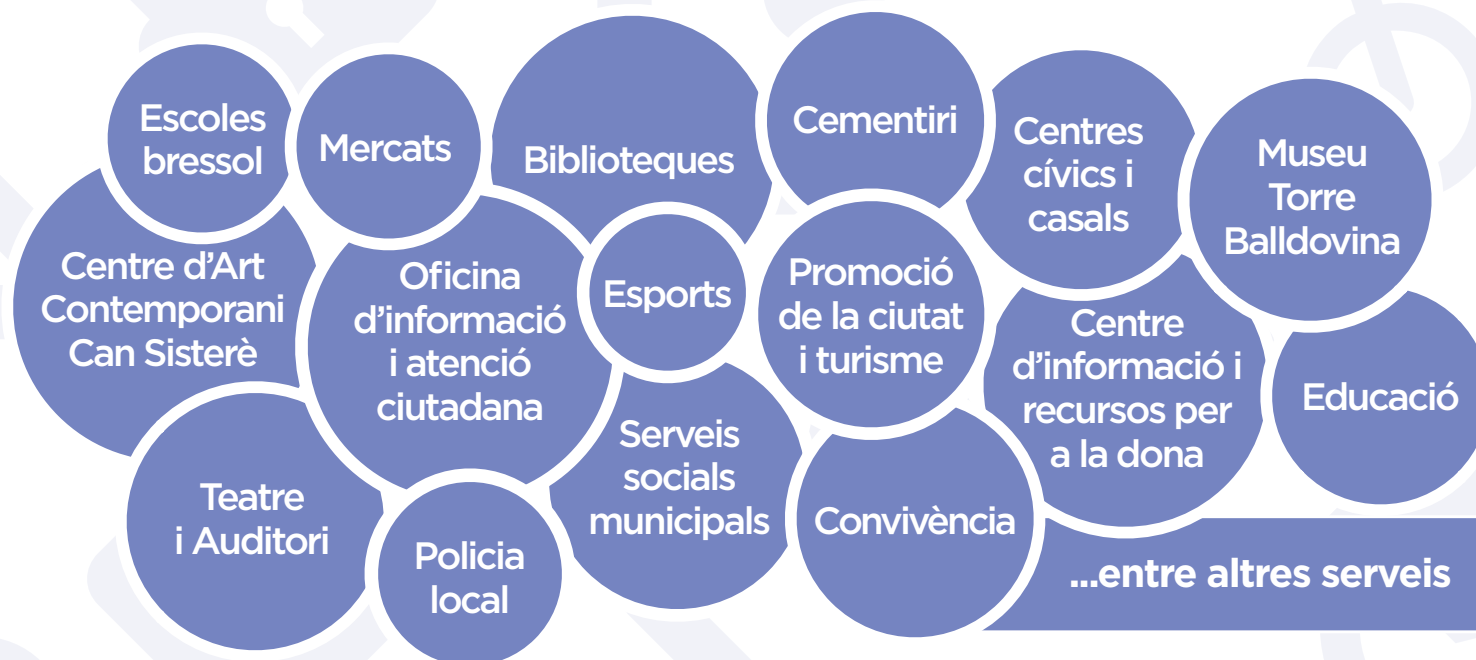 Escoles
bressol
Mercats
Biblioteques
Cementiri
Centres
cívics i
casals
Museu
Torre
Balldovina
Centre d'Art
Contemporani
Can Sisterè
Oficina
d'informació
i atenció
ciutadana
Esports
Promoció
de la ciutat
i turisme
Centre
d'informació i
recursos per
a la dona
Educació
Teatre
i Auditori
Policia
local
Serveis
socials
municipals
Convivència
...entre altres serveis